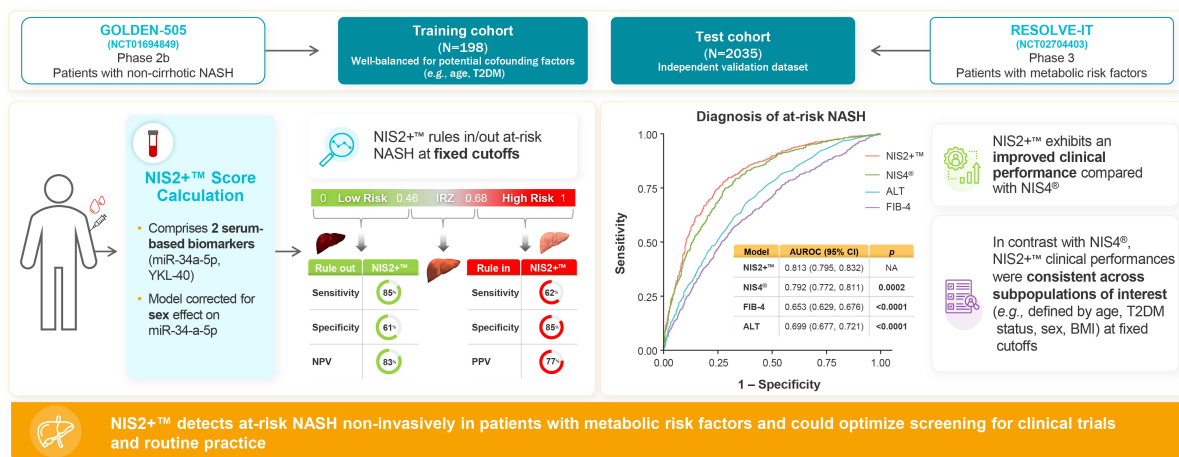 GOLDEN-505
(NCT01694849)
Phase 2b
Patients with non-cirrhotic NASH
Training cohort
(N=198)
Well-balanced for potential cofounding factors
(e.g., age, T2DM)
Test cohort
(N=2035)
Independent validation dataset
RESOLVE-IT
(NCT02704403)
Phase 3
Patients with metabolic risk factors
NIS2+™ Score
Calculation
• Comprises 2 serum-
based biomarkers
(miR-34a-5p,
YKL-40)
• Model corrected for
sex effect on
miR-34-a-5p
NIS2+™ rules in/out at-risk
NASH at fixed cutoffs
0 Low Risk 0.46 IRZ 0.68 High Risk 1
Rule out NIS2+™
Sensitivity 85%
Specificity 61%
NPV 83%
Rule in NIS2+™
Sensitivity 62%
Specificity 85%
PPV 77%
Diagnosis of at-risk NASH
Sensitivity
1.00
0.75
0.50
0.25
0.00
0.00 0.25 0.50 0.75 1.00
1 – Specificity
NIS2+™
NIS4®
ALT
FIB-4
Model AUROC (95% CI) p
NIS2+™ 0.813 (0.795, 0.832) NA
NIS4® 0.792 (0.772, 0.811) 0.0002
FIB-4 0.653 (0.629, 0.676) <0.0001
ALT 0.699 (0.677, 0.721) <0.0001
NIS2+™ exhibits an
improved clinical
performance compared
with NIS4®
In contrast with NIS4®,
NIS2+™ clinical performances
were consistent across
subpopulations of interest
(e.g., defined by age, T2DM
status, sex, BMI) at fixed
cutoffs
NIS2+™ detects at-risk NASH non-invasively in patients with metabolic risk factors and could optimize screening for clinical trials
and routine practice